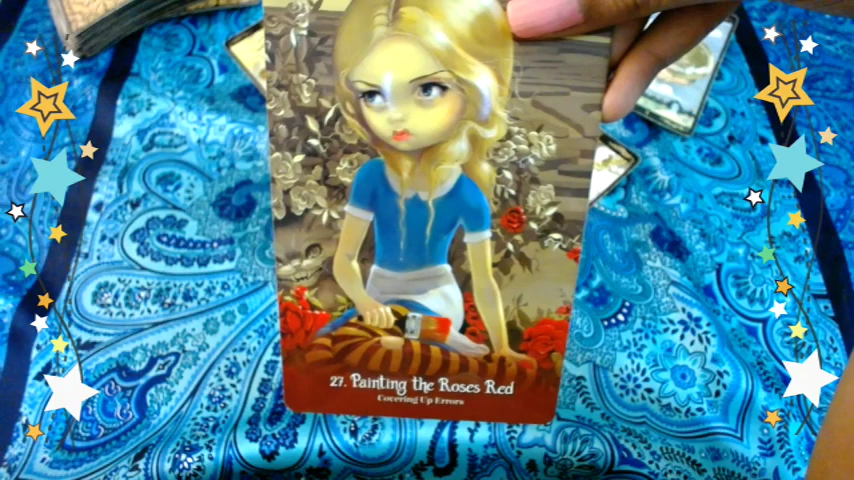 27. Painting the Roses Red
Covering Up Errors